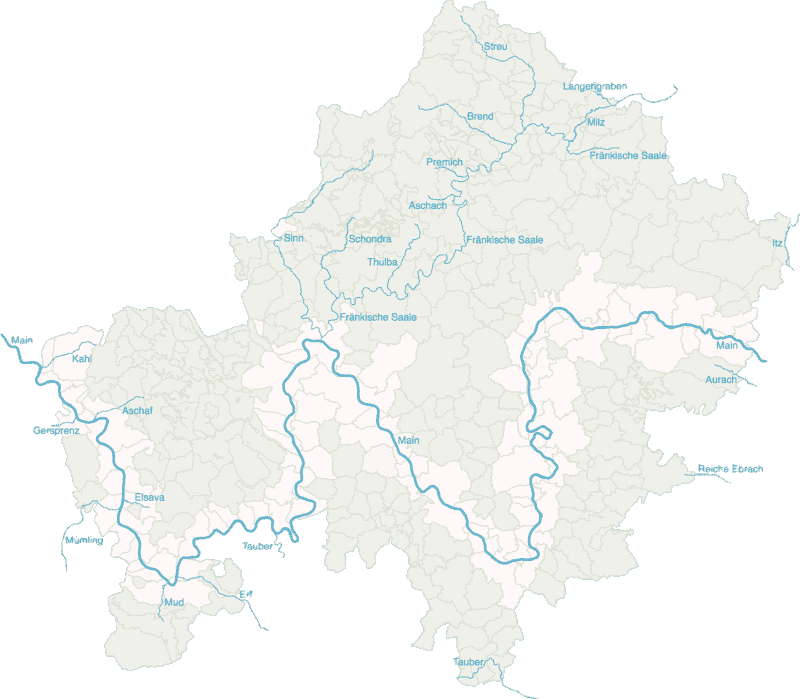 Streu
Langengraben
Brend
Milz
Fränkische Saale
Premich
Aschach
Sinn
Schondra
Fränkische Saale
Itz
Thulba
Fränkische Saale
Main
Main
Kahl
Aurach
Aschaf
Gersprenz
Main
Reiche Ebrach
Elsava
Mümling
Tauber
Erf
Mud
Tauber